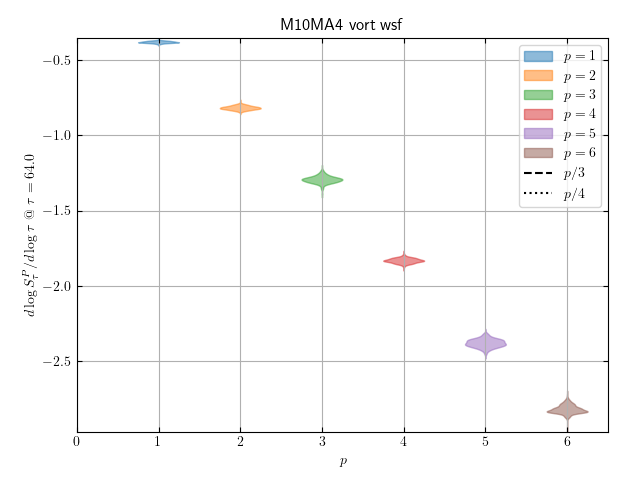 M10MA4 vort wsf
d log S_τ^P / d log τ @ τ = 64.0
−0.5
−1.0
−1.5
−2.0
−2.5
p = 1
p = 2
p = 3
p = 4
p = 5
p = 6
p/3
p/4
0 1 2 3 4 5 6
p